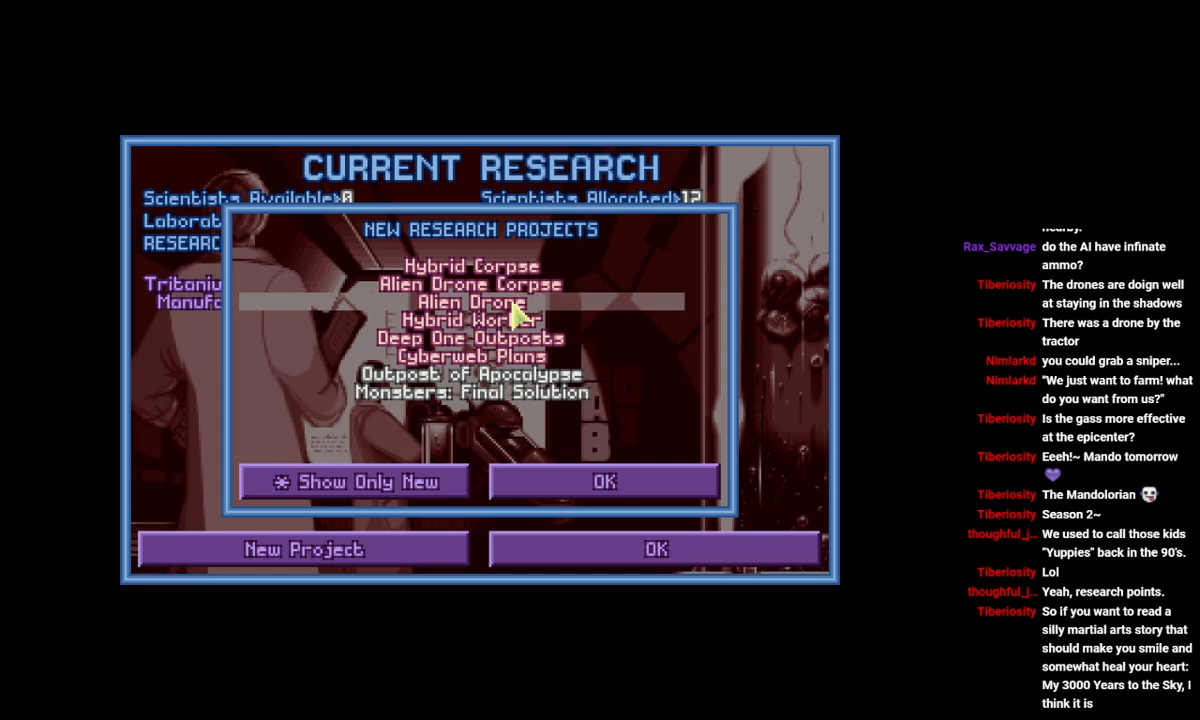 CURRENT RESEARCH
Scientists Available>0 Scientists Allocated>12
Laborat
RESEARC
NEW RESEARCH PROJECTS
Tritaniu
Manufa
Hybrid Corpse
Alien Drone Corpse
Alien Drone
Hybrid Worker
Deep One Outposts
Cyberweb Plans
Outpost of Apocalypse
Monsters: Final Solution
Show Only New
OK
New Project
OK
nearby.
Rax_Savvage do the AI have infinate
ammo?
Tiberiosity The drones are doign well
at staying in the shadows
Tiberiosity There was a drone by the
tractor
Nimlarkd you could grab a sniper...
Nimlarkd "We just want to farm! what
do you want from us?"
Tiberiosity Is the gass more effective
at the epicenter?
Tiberiosity Eeeh!~ Mando tomorrow
💜
Tiberiosity The Mandolorian 💀
Tiberiosity Season 2~
thoughful_j... We used to call those kids
"Yuppies" back in the 90's.
Tiberiosity Lol
thoughful_j... Yeah, research points.
Tiberiosity So if you want to read a
silly martial arts story that
should make you smile and
somewhat heal your heart:
My 3000 Years to the Sky, I
think it is